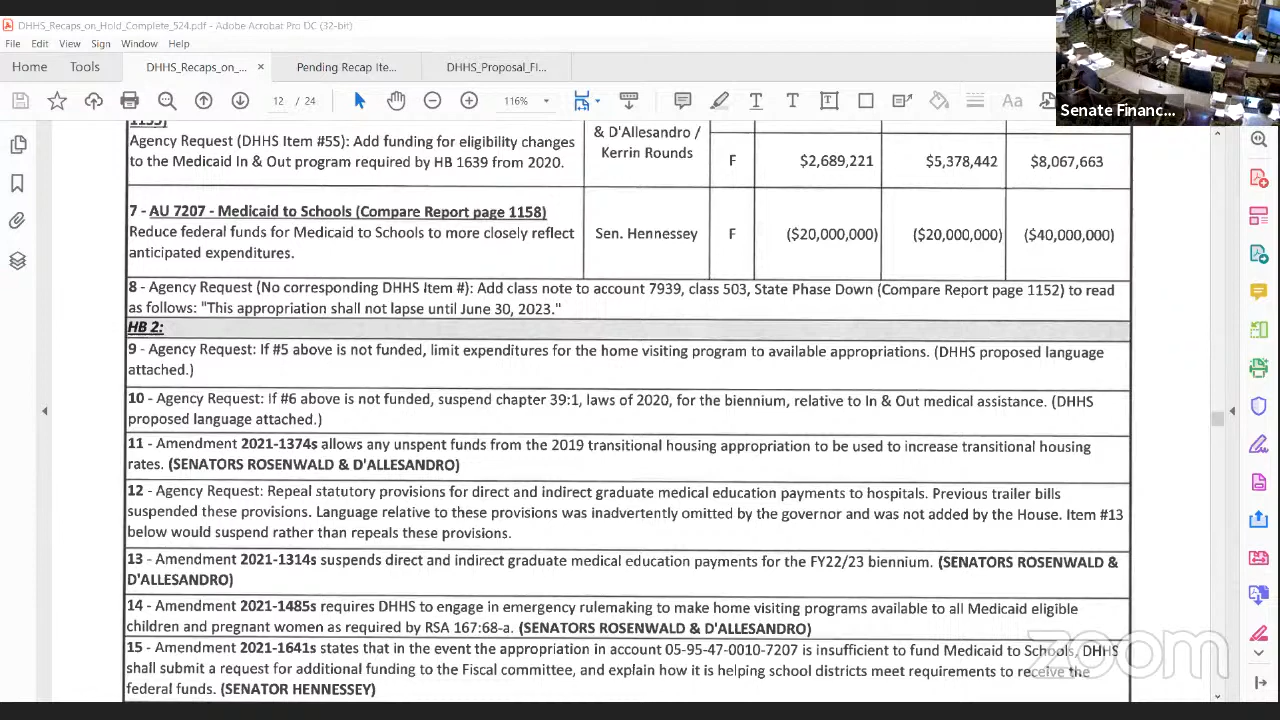 DHHS_Recaps_on_Hold_Complete_524.pdf - Adobe Acrobat Pro DC (32-bit)
File Edit View Sign Window Help
Home Tools DHHS_Recaps_on_... × Pending Recap Ite... DHHS_Proposal_FI...
12 / 24 116%
Senate Financ...
1155)
Agency Request (DHHS Item #5S): Add funding for eligibility changes
to the Medicaid In & Out program required by HB 1639 from 2020.
& D'Allesandro /
Kerrin Rounds
F $2,689,221 $5,378,442 $8,067,663
7 - AU 7207 - Medicaid to Schools (Compare Report page 1158)
Reduce federal funds for Medicaid to Schools to more closely reflect
anticipated expenditures.
Sen. Hennessey F ($20,000,000) ($20,000,000) ($40,000,000)
8 - Agency Request (No corresponding DHHS Item #): Add class note to account 7939, class 503, State Phase Down (Compare Report page 1152) to read
as follows: "This appropriation shall not lapse until June 30, 2023."
HB 2:
9 - Agency Request: If #5 above is not funded, limit expenditures for the home visiting program to available appropriations. (DHHS proposed language
attached.)
10 - Agency Request: If #6 above is not funded, suspend chapter 39:1, laws of 2020, for the biennium, relative to In & Out medical assistance. (DHHS
proposed language attached.)
11 - Amendment 2021-1374s allows any unspent funds from the 2019 transitional housing appropriation to be used to increase transitional housing
rates. (SENATORS ROSENWALD & D'ALLESANDRO)
12 - Agency Request: Repeal statutory provisions for direct and indirect graduate medical education payments to hospitals. Previous trailer bills
suspended these provisions. Language relative to these provisions was inadvertently omitted by the governor and was not added by the House. Item #13
below would suspend rather than repeals these provisions.
13 - Amendment 2021-1314s suspends direct and indirect graduate medical education payments for the FY22/23 biennium. (SENATORS ROSENWALD &
D'ALLESANDRO)
14 - Amendment 2021-1485s requires DHHS to engage in emergency rulemaking to make home visiting programs available to all Medicaid eligible
children and pregnant women as required by RSA 167:68-a. (SENATORS ROSENWALD & D'ALLESANDRO)
15 - Amendment 2021-1641s states that in the event the appropriation in account 05-95-47-0010-7207 is insufficient to fund Medicaid to Schools, DHHS
shall submit a request for additional funding to the Fiscal committee, and explain how it is helping school districts meet requirements to receive the
federal funds. (SENATOR HENNESSEY)
zoom